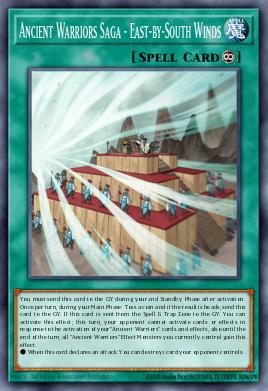 ANCIENT WARRIORS SAGA - EAST-BY-SOUTH WINDS
魔
[SPELL CARD]
You must send this card to the GY during your 2nd Standby Phase after activation.
Once per turn, during your Main Phase: Toss a coin and if the result is heads, send this
card to the GY. If this card is sent from the Spell & Trap Zone to the GY: You can
activate this effect; this turn, your opponent cannot activate cards or effects in
response to the activation of your "Ancient Warriors" cards and effects, also until the
end of the turn, all "Ancient Warriors" Effect Monsters you currently control gain this
effect.
● When this card declares an attack: You can destroy 1 card your opponent controls.